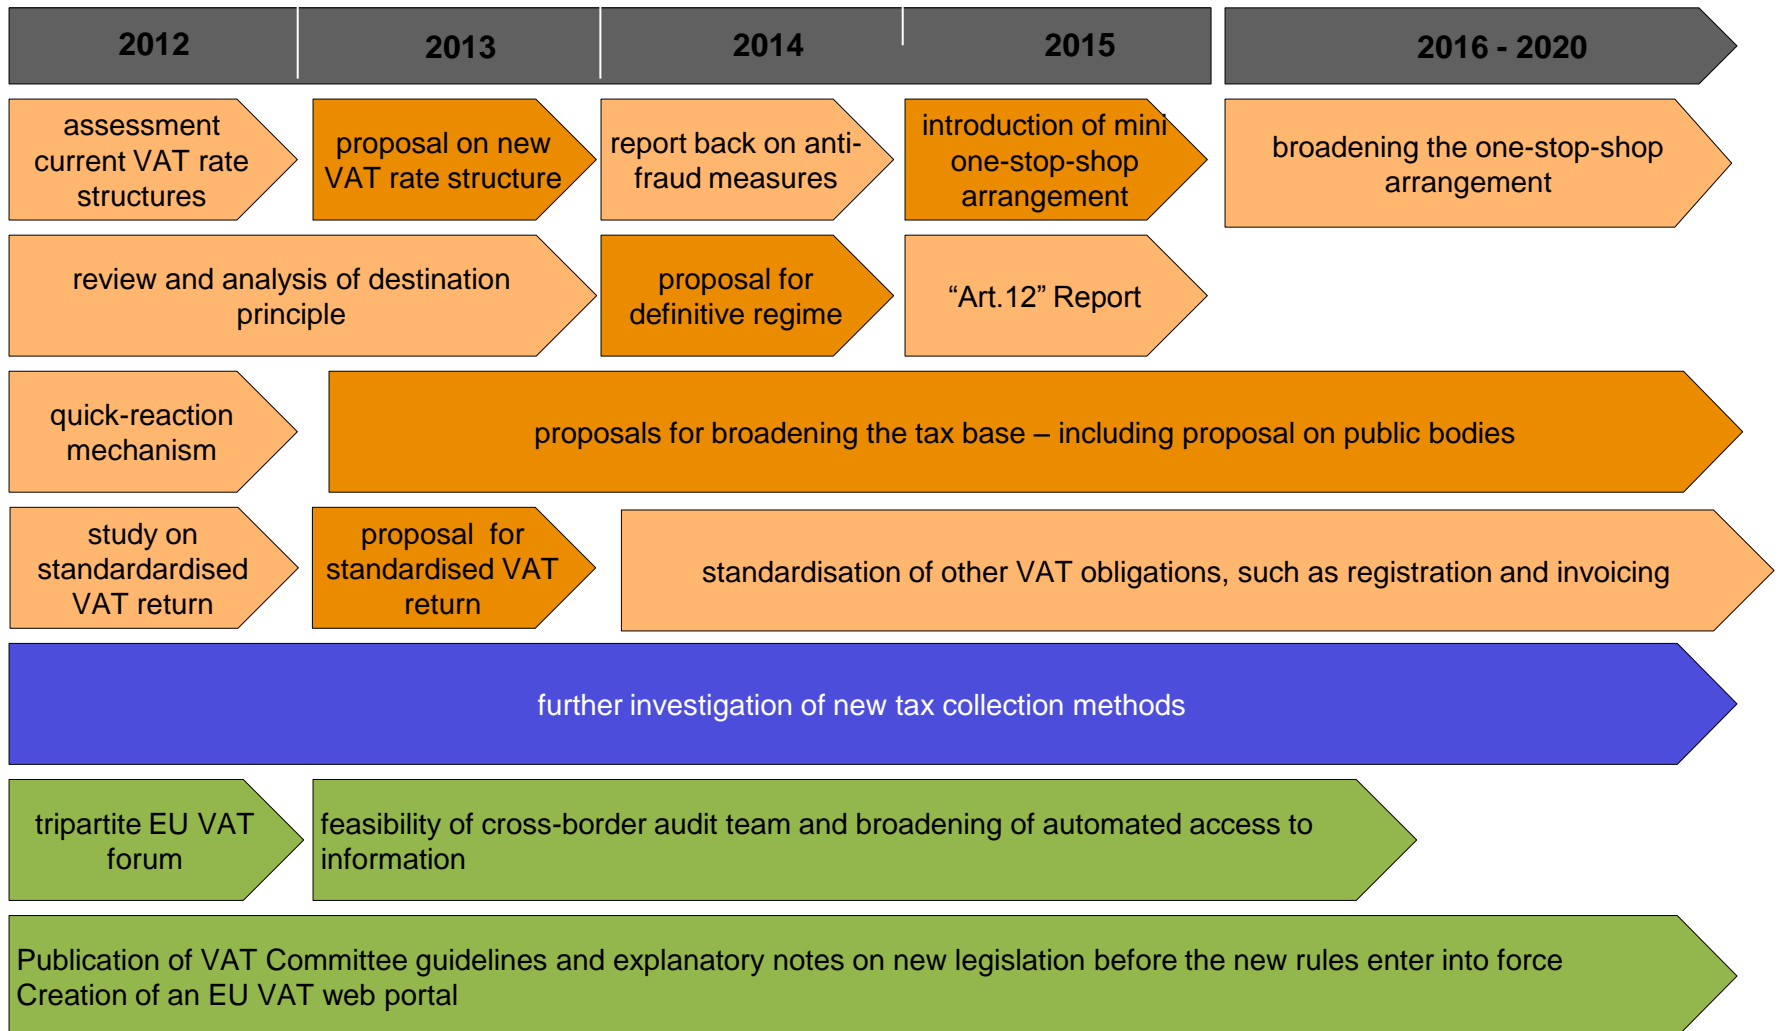 2012
2013
2014
2015
2016 - 2020
assessment
current VAT rate
structures
proposal on new
VAT rate structure
report back on anti-
fraud measures
introduction of mini
one-stop-shop
arrangement
broadening the one-stop-shop
arrangement
review and analysis of destination
principle
proposal for
definitive regime
“Art.12” Report
quick-reaction
mechanism
proposals for broadening the tax base – including proposal on public bodies
study on
standardardised
VAT return
proposal for
standardised VAT
return
standardisation of other VAT obligations, such as registration and invoicing
further investigation of new tax collection methods
tripartite EU VAT
forum
feasibility of cross-border audit team and broadening of automated access to
information
Publication of VAT Committee guidelines and explanatory notes on new legislation before the new rules enter into force
Creation of an EU VAT web portal